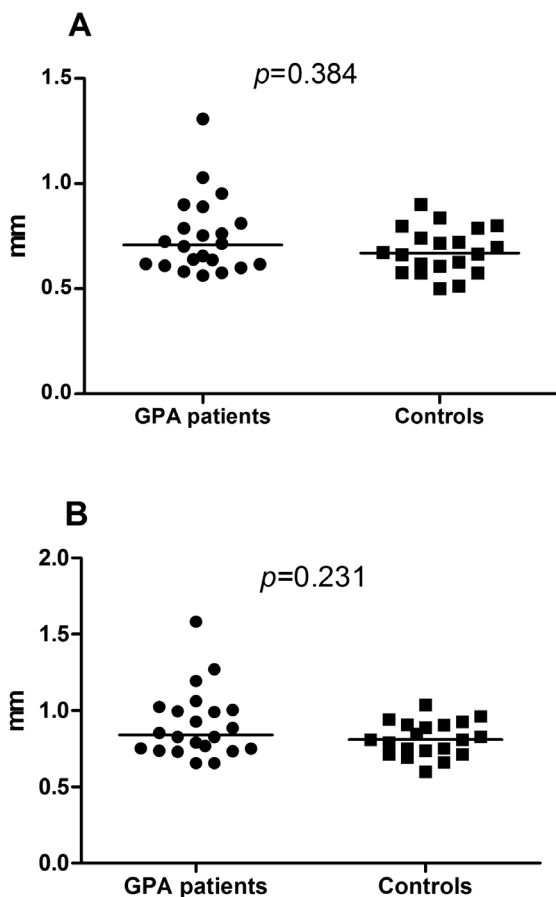 A
p=0.384
1.5
1.0
0.5
0.0
mm
GPA patients Controls
B
p=0.231
2.0
1.5
1.0
0.5
0.0
mm
GPA patients Controls